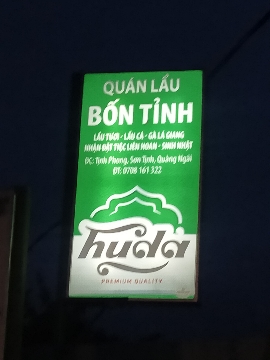 QUÁN LẨU
BỐN TỈNH
LẨU TƯƠI - LẨU CÁ - GÀ LÁ GIANG
NHẬN ĐẶT TIỆC LIÊN HOAN - SINH NHẬT
ĐC: Tịnh Phong, Sơn Tịnh, Quảng Ngãi
ĐT: 0708 161 322
huda
PREMIUM QUALITY